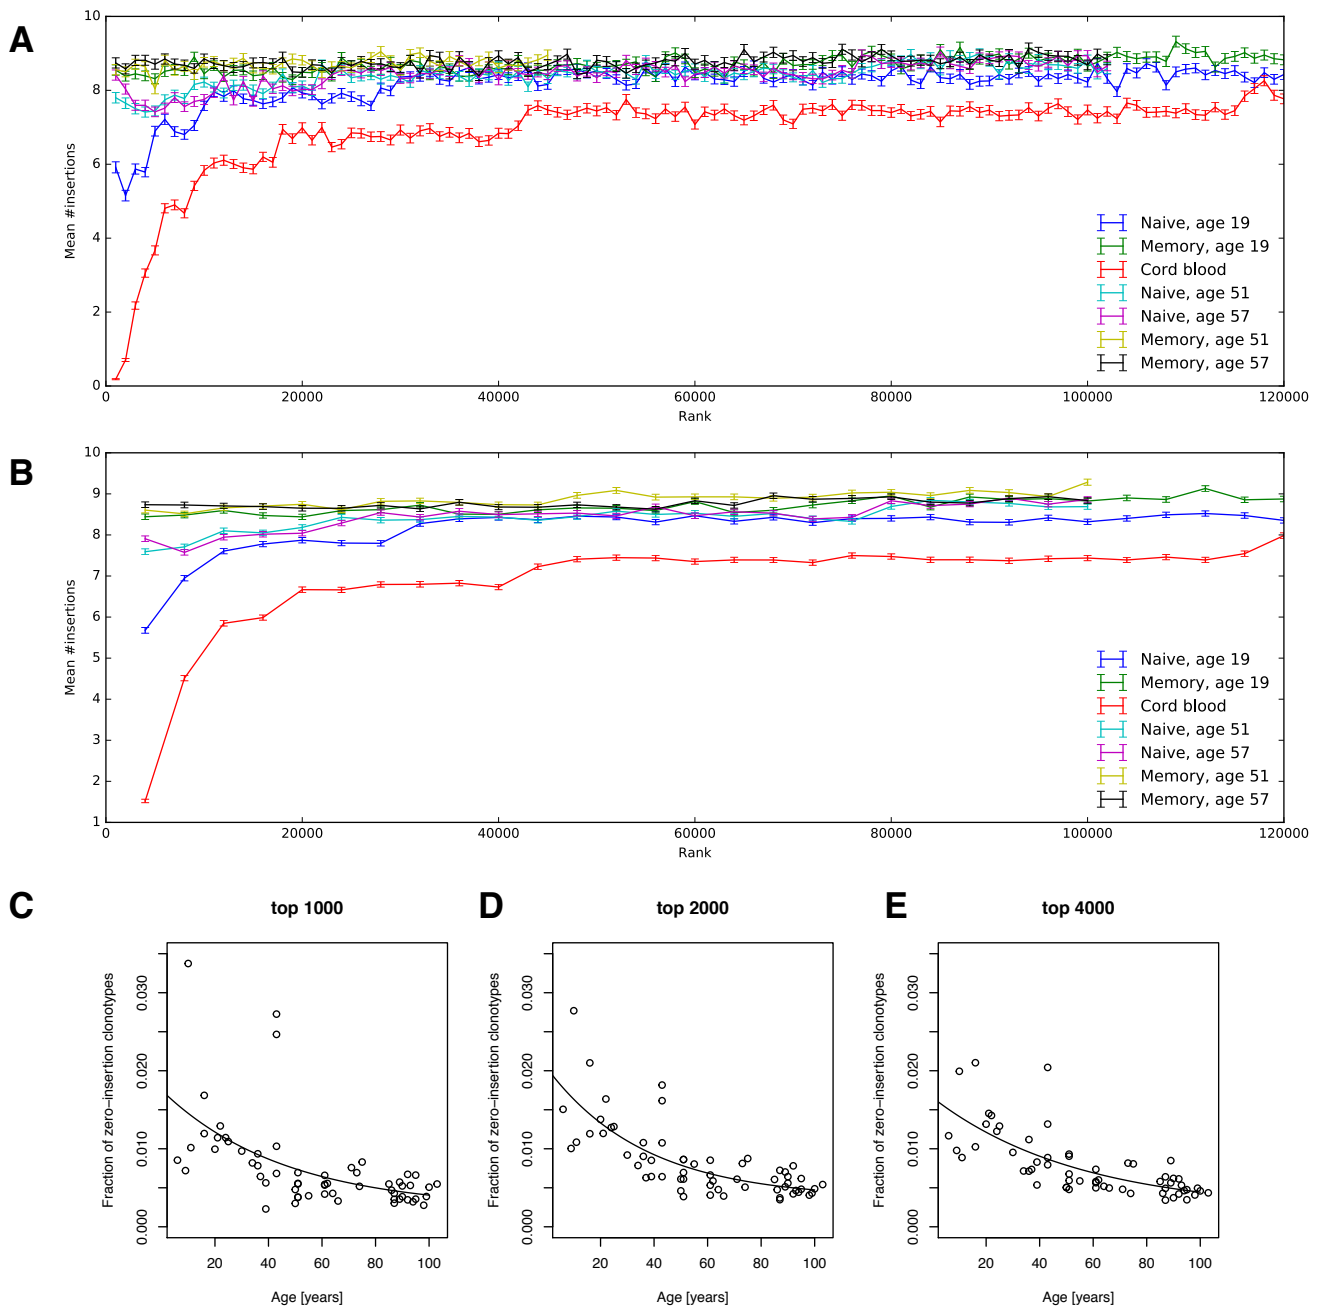 A
10
8
6
4
2
0
Mean #insertions
0 20000 40000 60000 80000 100000 120000
Rank
Naive, age 19
Memory, age 19
Cord blood
Naive, age 51
Naive, age 57
Memory, age 51
Memory, age 57
B
10
9
8
7
6
5
4
3
2
1
Mean #insertions
0 20000 40000 60000 80000 100000 120000
Rank
Naive, age 19
Memory, age 19
Cord blood
Naive, age 51
Naive, age 57
Memory, age 51
Memory, age 57
C
top 1000
Fraction of zero−insertion clonotypes
0.030
0.020
0.010
0.000
20 40 60 80 100
Age [years]
D
top 2000
Fraction of zero−insertion clonotypes
0.030
0.020
0.010
0.000
20 40 60 80 100
Age [years]
E
top 4000
Fraction of zero−insertion clonotypes
0.030
0.020
0.010
0.000
20 40 60 80 100
Age [years]